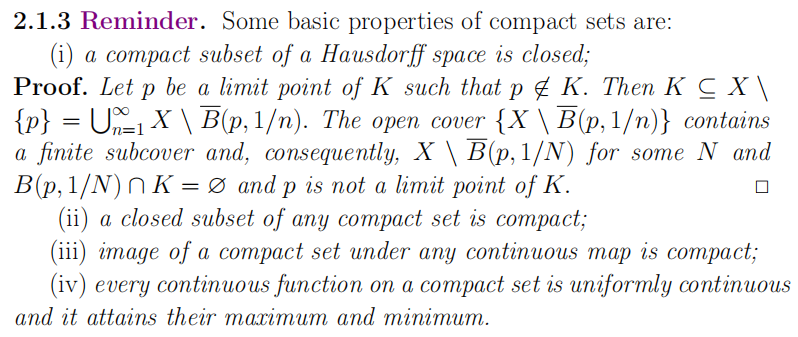 2.1.3 Reminder. Some basic properties of compact sets are:
(i) a compact subset of a Hausdorff space is closed;
Proof. Let p be a limit point of K such that p ∉ K. Then K ⊆ X \
{p} = ⋃_{n=1}^∞ X \ B̅(p, 1/n). The open cover {X \ B̅(p, 1/n)} contains
a finite subcover and, consequently, X \ B̅(p, 1/N) for some N and
B(p, 1/N) ∩ K = ∅ and p is not a limit point of K. □
(ii) a closed subset of any compact set is compact;
(iii) image of a compact set under any continuous map is compact;
(iv) every continuous function on a compact set is uniformly continuous
and it attains their maximum and minimum.